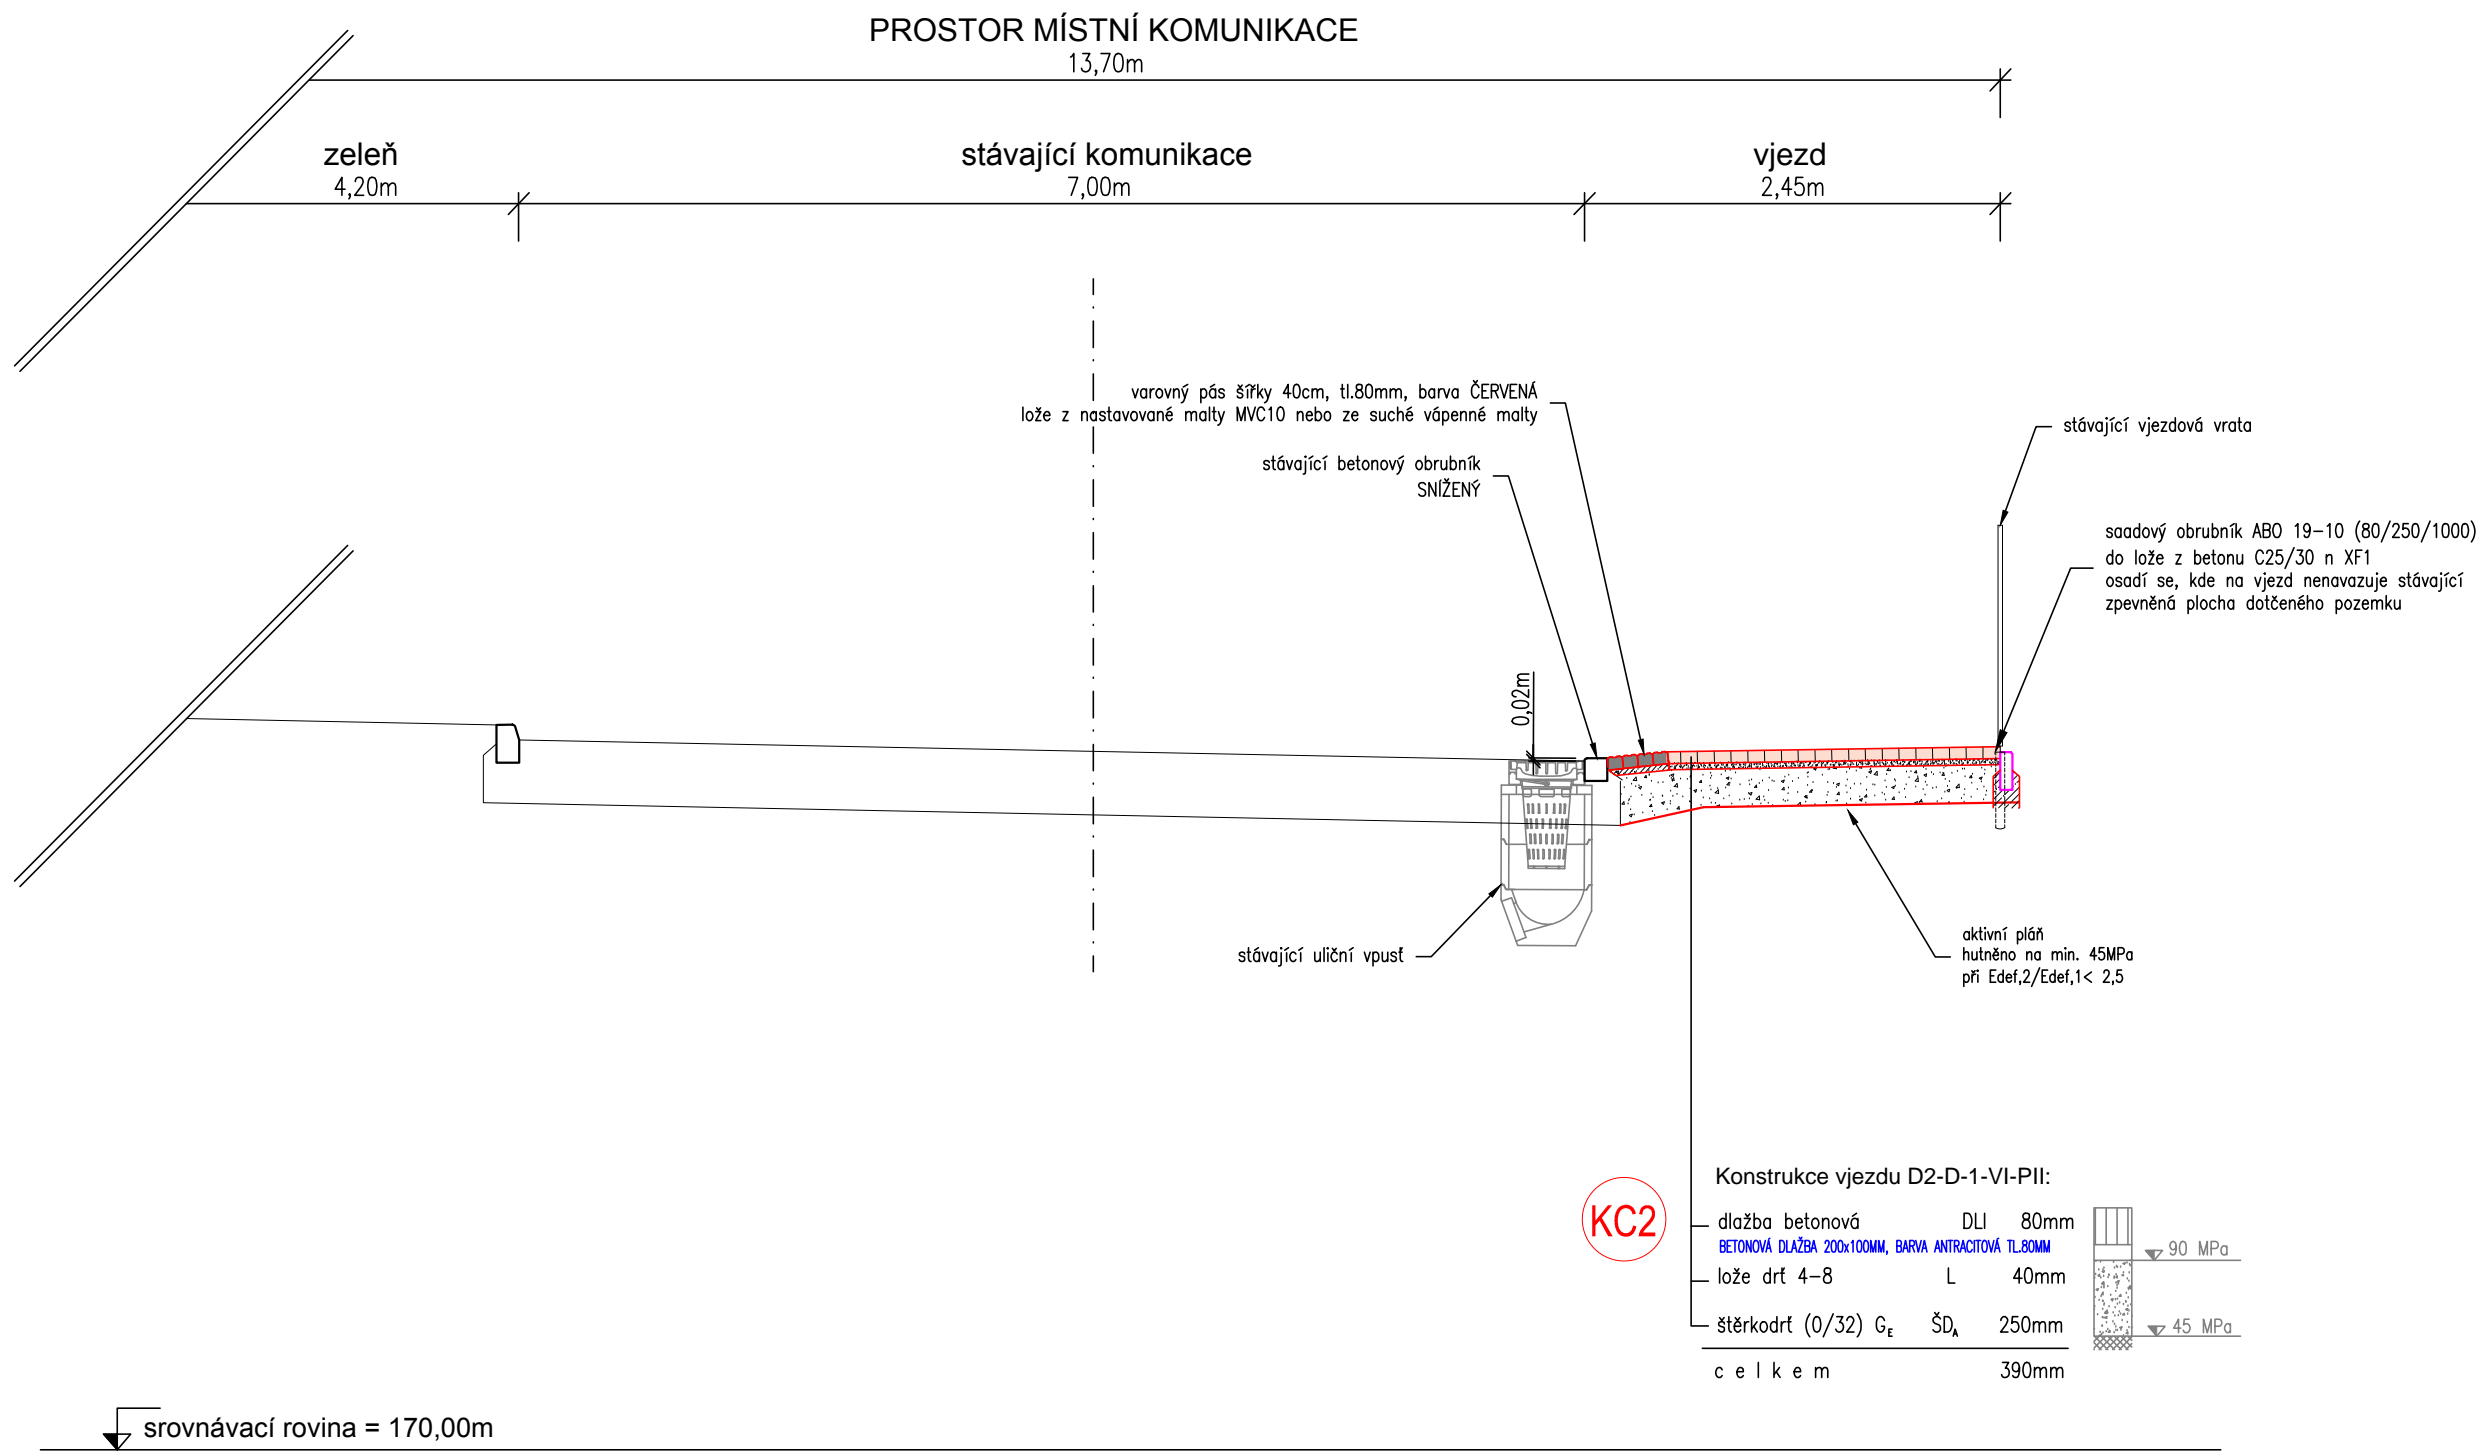 PROSTOR MÍSTNÍ KOMUNIKACE
13,70m
zeleň
4,20m
stávající komunikace
7,00m
vjezd
2,45m
varovný pás šířky 40cm, tl.80mm, barva ČERVENÁ
lože z nastavované malty MVC10 nebo ze suché vápenné malty
stávající betonový obrubník
SNÍŽENÝ
stávající vjezdová vrata
saadový obrubník ABO 19-10 (80/250/1000)
do lože z betonu C25/30 n XF1
osadí se, kde na vjezd nenavazuje stávající
zpevněná plocha dotčeného pozemku
0,02m
stávající uliční vpusť
aktivní pláň
hutněno na min. 45MPa
při Edef,2/Edef,1< 2,5
KC2
Konstrukce vjezdu D2-D-1-VI-PII:
dlažba betonová DLI 80mm
BETONOVÁ DLAŽBA 200x100MM, BARVA ANTRACITOVÁ TL.80MM
lože drť 4-8 L 40mm
štěrkodrť (0/32) GE ŠDA 250mm
celkem 390mm
90 MPa
45 MPa
srovnávací rovina = 170,00m